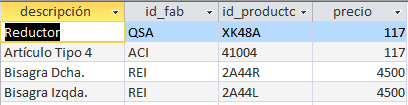 descripción id_fab id_producto precio
Reductor QSA XK48A 117
Artículo Tipo 4 ACI 41004 117
Bisagra Dcha. REI 2A44R 4500
Bisagra Izqda. REI 2A44L 4500